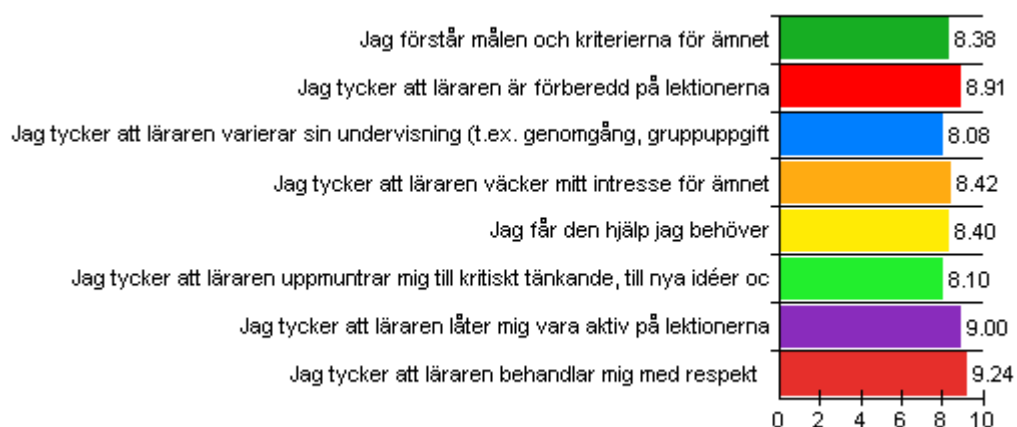 Jag förstår målen och kriterierna för ämnet 8.38
Jag tycker att läraren är förberedd på lektionerna 8.91
Jag tycker att läraren varierar sin undervisning (t.ex. genomgång, gruppuppgift 8.08
Jag tycker att läraren väcker mitt intresse för ämnet 8.42
Jag får den hjälp jag behöver 8.40
Jag tycker att läraren uppmuntrar mig till kritiskt tänkande, till nya idéer oc 8.10
Jag tycker att läraren låter mig vara aktiv på lektionerna 9.00
Jag tycker att läraren behandlar mig med respekt 9.24
0 2 4 6 8 10